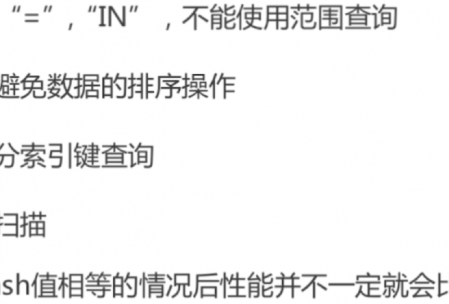 “=”,“IN” ，不能使用范围查询
避免数据的排序操作
分索引键查询
扫描
sh值相等的情况后性能并不一定就会比